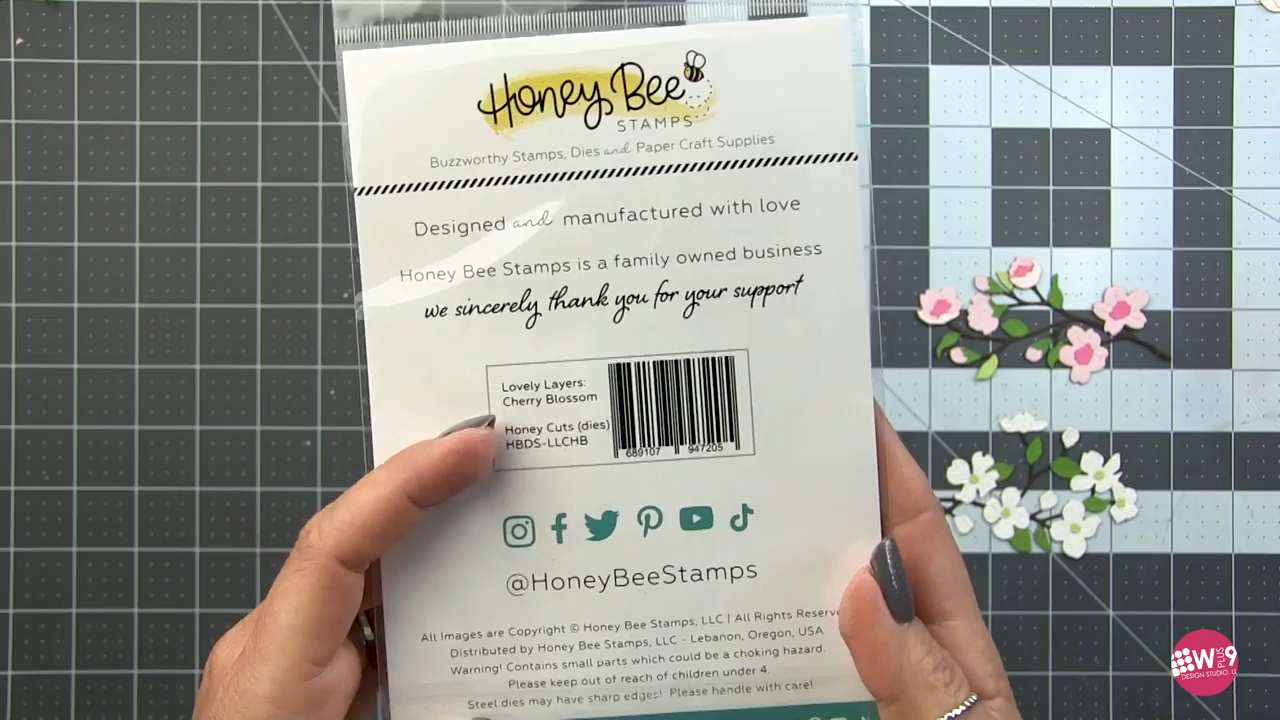 Honey Bee
STAMPS
Buzzworthy Stamps, Dies and Paper Craft Supplies
Designed and manufactured with love
Honey Bee Stamps is a family owned business
we sincerely thank you for your support
Lovely Layers:
Cherry Blossom
Honey Cuts (dies)
HBDS-LLCHB
689107 947205
@HoneyBeeStamps
All Images are Copyright © Honey Bee Stamps, LLC | All Rights Reserve
Distributed by Honey Bee Stamps, LLC - Lebanon, Oregon, USA
Warning! Contains small parts which could be a choking hazard.
Please keep out of reach of children under 4.
Steel dies may have sharp edges! Please handle with care!
W PLUS 9
DESIGN STUDIO, LL